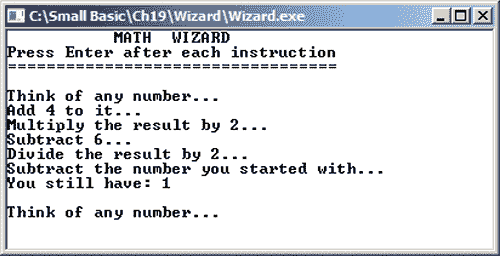 C:\Small Basic\Ch19\Wizard\Wizard.exe
MATH WIZARD
Press Enter after each instruction
==================================
Think of any number...
Add 4 to it...
Multiply the result by 2...
Subtract 6...
Divide the result by 2...
Subtract the number you started with...
You still have: 1
Think of any number...